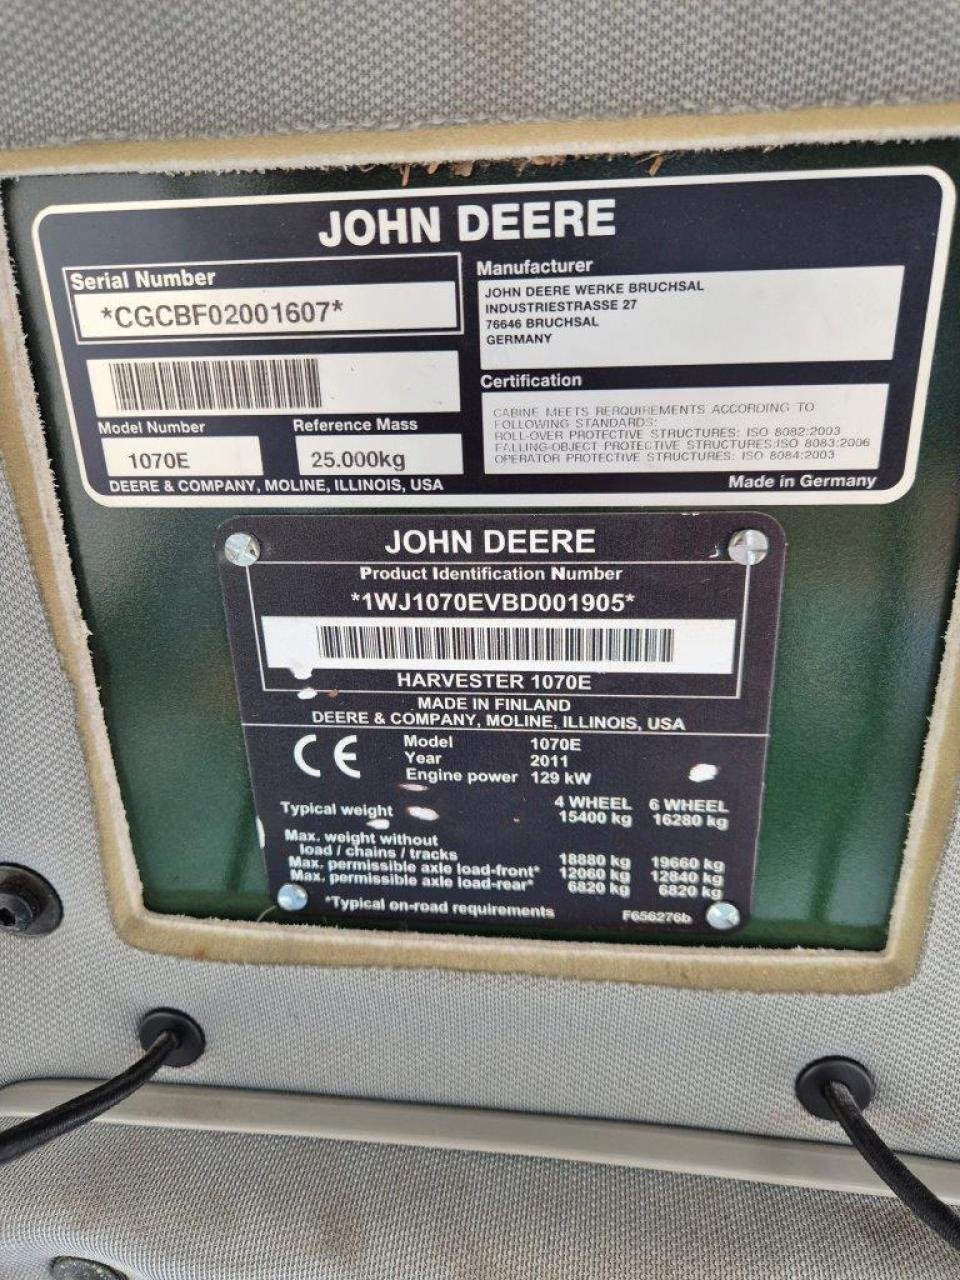 JOHN DEERE
Serial Number
*CGCBF02001607*
Model Number
1070E
Reference Mass
25.000kg
DEERE & COMPANY, MOLINE, ILLINOIS, USA
Manufacturer
JOHN DEERE WERKE BRUCHSAL
INDUSTRIESTRASSE 27
76646 BRUCHSAL
GERMANY
Certification
CABINE MEETS RERQUIREMENTS ACCORDING TO
FOLLOWING STANDARDS:
ROLL-OVER PROTECTIVE STRUCTURES: ISO 8082:2003
FALLING-OBJECT PROTECTIVE STRUCTURES:ISO 8083:2006
OPERATOR PROTECTIVE STRUCTURES: ISO 8084:2003
Made in Germany
JOHN DEERE
Product Identification Number
*1WJ1070EVBD001905*
HARVESTER 1070E
MADE IN FINLAND
DEERE & COMPANY, MOLINE, ILLINOIS, USA
CE
Model 1070E
Year 2011
Engine power 129 kW
4 WHEEL 6 WHEEL
Typical weight 15400 kg 16280 kg
Max. weight without
load / chains / tracks 18880 kg 19660 kg
Max. permissible axle load-front* 12060 kg 12840 kg
Max. permissible axle load-rear* 6820 kg 6820 kg
*Typical on-road requirements F656276b